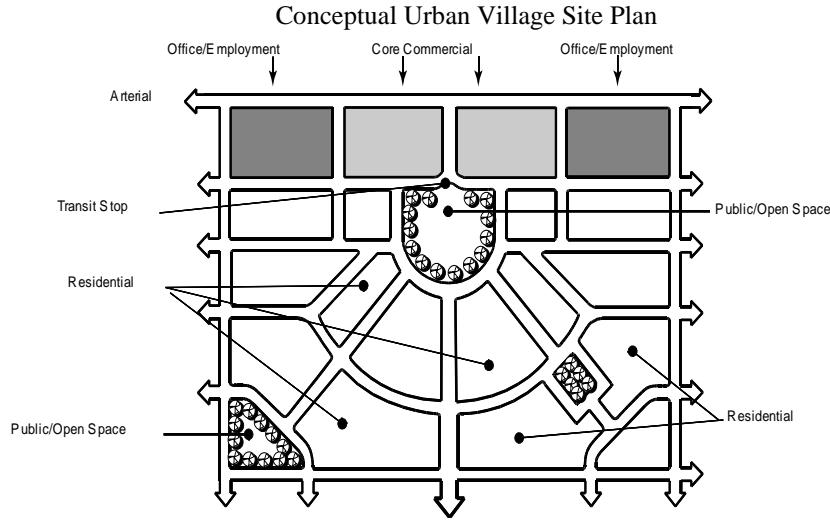 Conceptual Urban Village Site Plan
Office/Employment
Core Commercial
Office/Employment
Arterial
Transit Stop
Public/Open Space
Residential
Residential
Public/Open Space